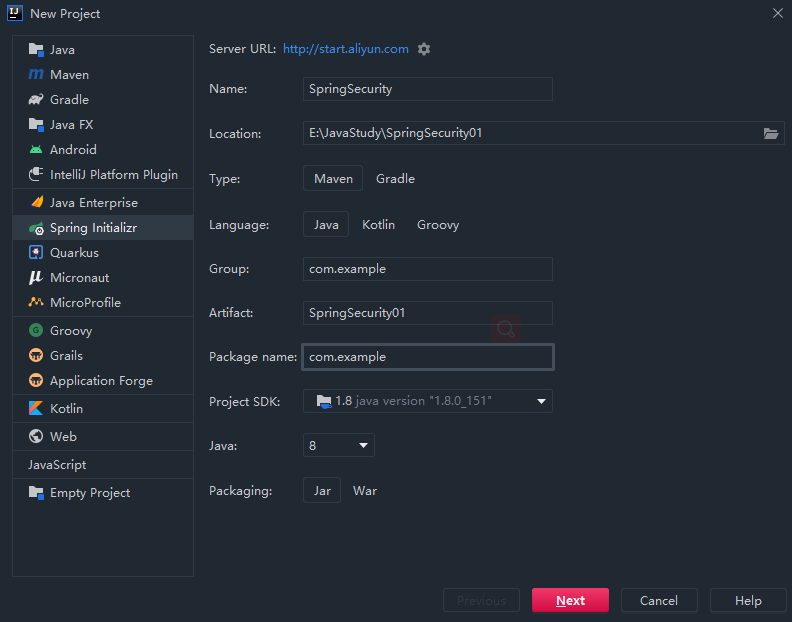 New Project
Java
Maven
Gradle
Java FX
Android
IntelliJ Platform Plugin
Java Enterprise
Spring Initializr
Quarkus
Micronaut
MicroProfile
Groovy
Grails
Application Forge
Kotlin
Web
JavaScript
Empty Project
Server URL: http://start.aliyun.com
Name: SpringSecurity
Location: E:\JavaStudy\SpringSecurity01
Type: Maven Gradle
Language: Java Kotlin Groovy
Group: com.example
Artifact: SpringSecurity01
Package name: com.example
Project SDK: 1.8 java version "1.8.0_151"
Java: 8
Packaging: Jar War
Previous Next Cancel Help